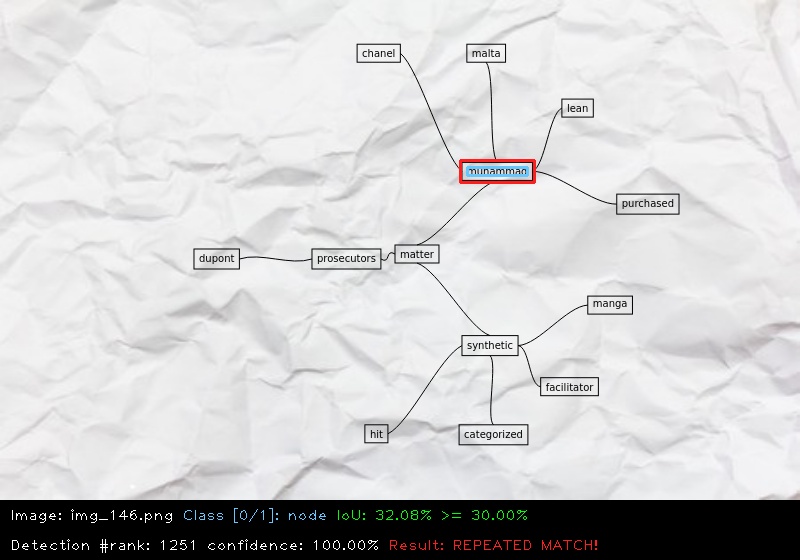 chanel
malta
lean
purchased
dupont
prosecutors
matter
manga
synthetic
facilitator
hit
categorized
Image: img_146.png Class [0/1]: node IoU: 32.08% >= 30.00%
Detection #rank: 1251 confidence: 100.00% Result: REPEATED MATCH!